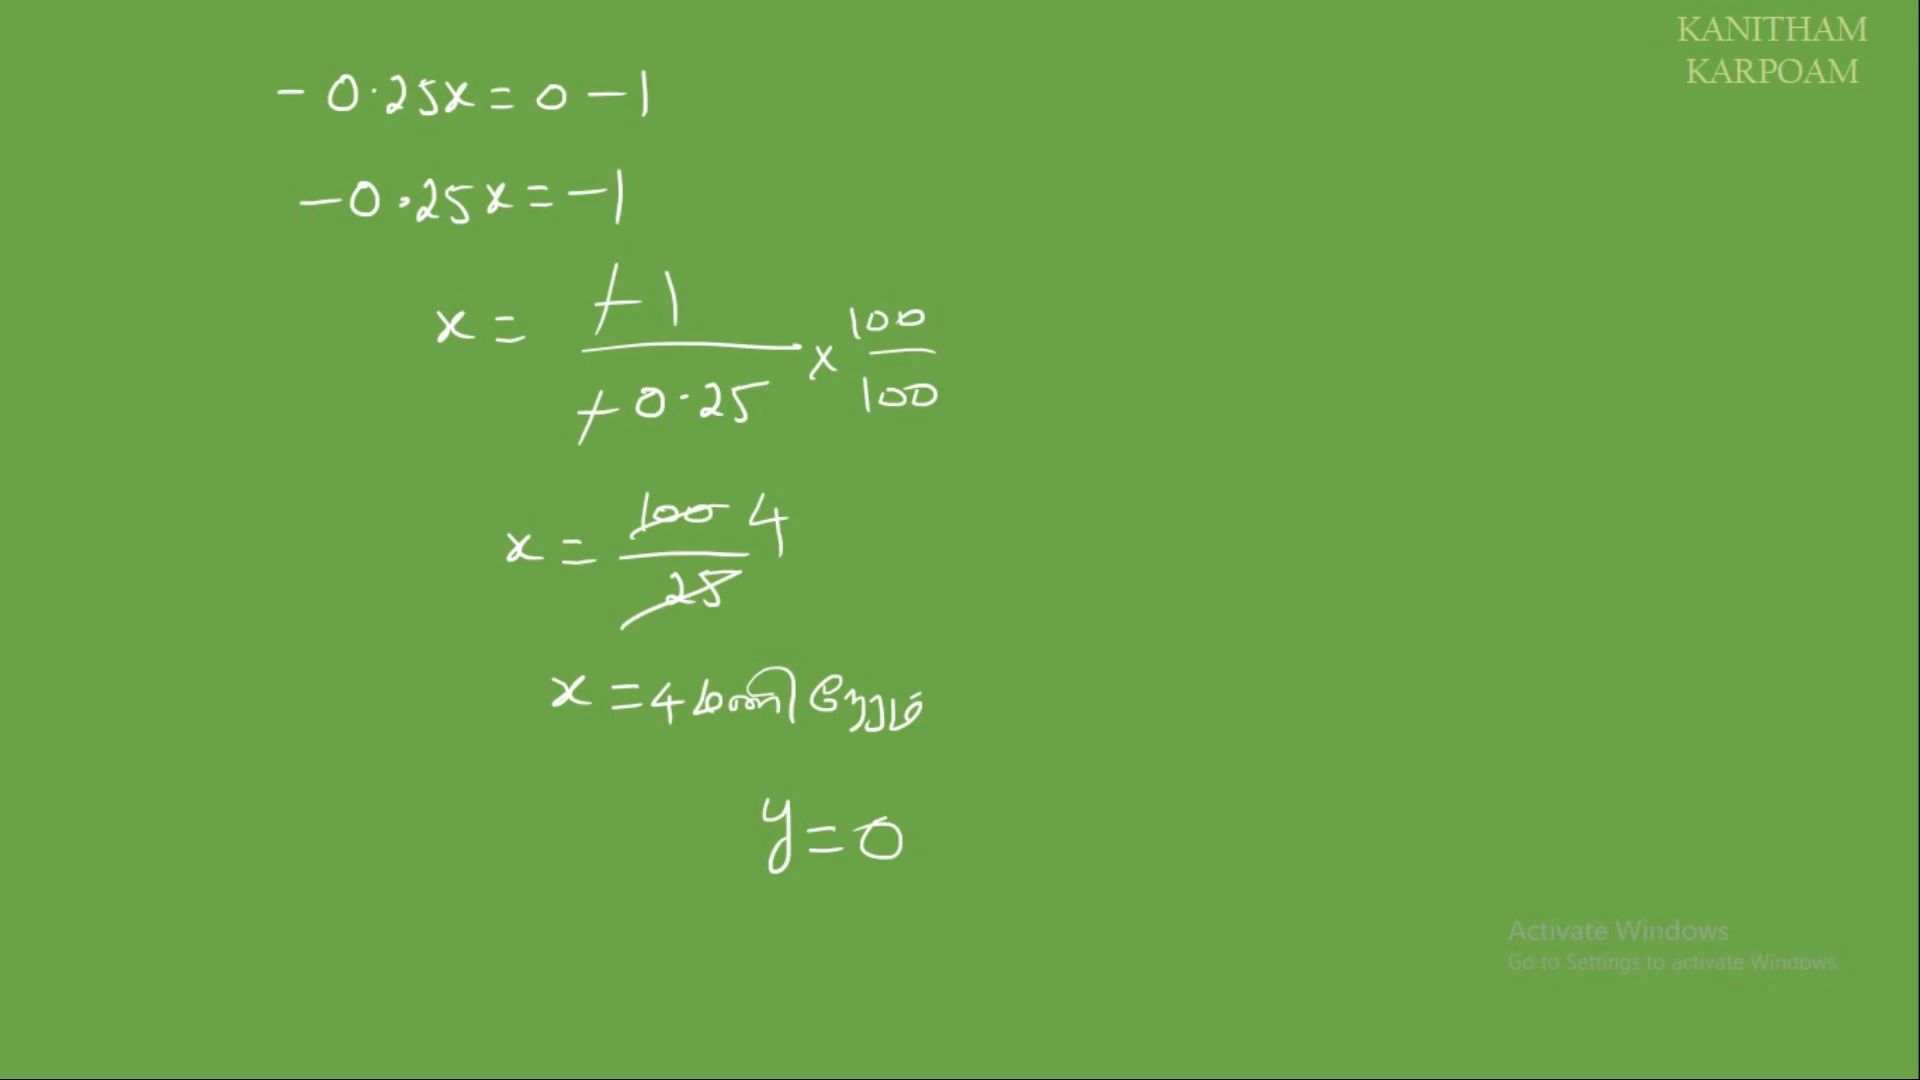 KANITHAM
KARPOAM
- 0.25x = 0 - 1
- 0.25x = -1
x = -1 / -0.25 x 100 / 100
x = 100 / 25 4
x = 4 மணி நேரம்
y = 0
Activate Windows
Go to Settings to activate Windows.